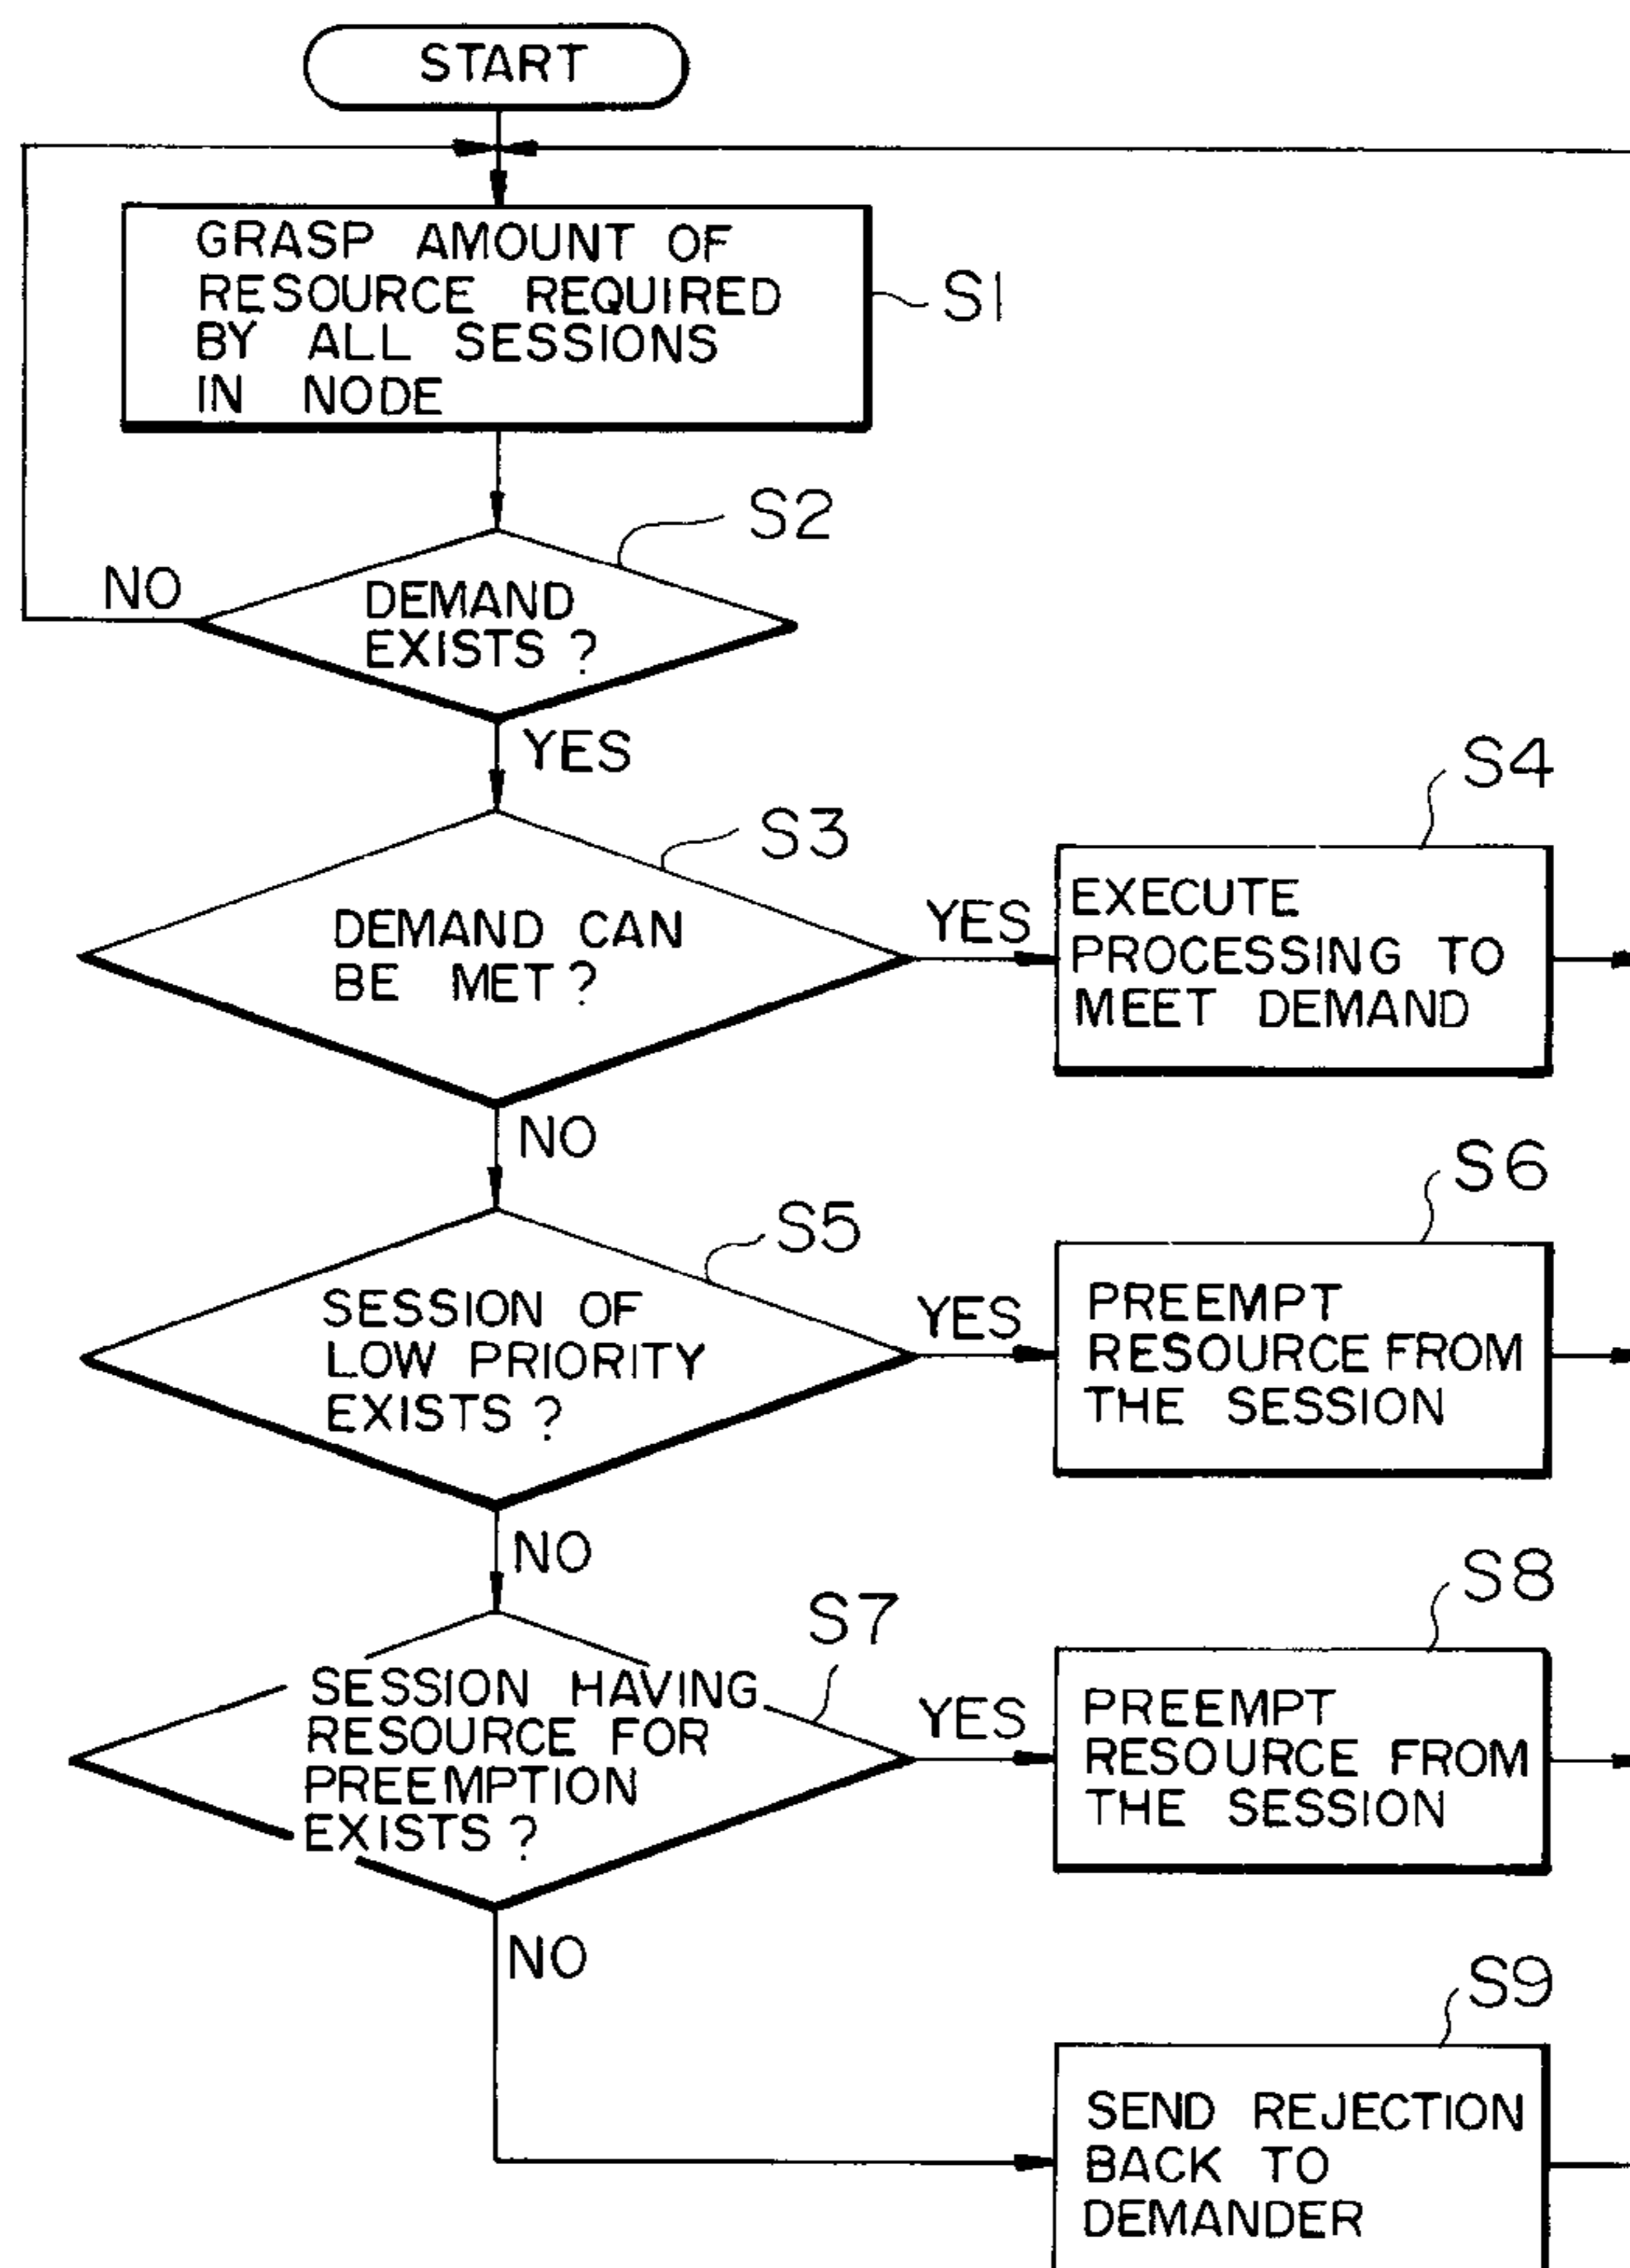 START
GRASP AMOUNT OF
RESOURCE REQUIRED
BY ALL SESSIONS
IN NODE
S1
S2
NO
DEMAND
EXISTS ?
YES
S3
DEMAND CAN
BE MET ?
YES
S4
EXECUTE
PROCESSING TO
MEET DEMAND
NO
S5
SESSION OF
LOW PRIORITY
EXISTS ?
YES
S6
PREEMPT
RESOURCE FROM
THE SESSION
NO
S7
SESSION HAVING
RESOURCE FOR
PREEMPTION
EXISTS ?
YES
S8
PREEMPT
RESOURCE FROM
THE SESSION
NO
S9
SEND REJECTION
BACK TO
DEMANDER